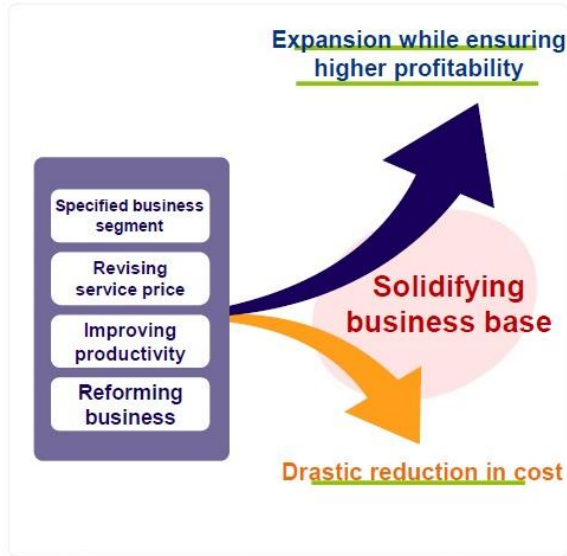 Expansion while ensuring
higher profitability
Specified business
segment
Revising
service price
Improving
productivity
Reforming
business
Solidifying
business base
Drastic reduction in cost